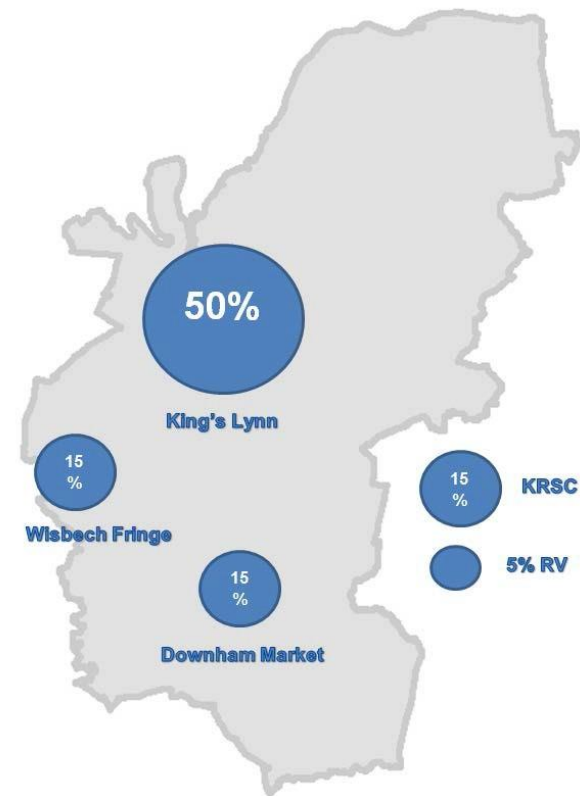 50%
King's Lynn
15
%
Wisbech Fringe
15
%
KRSC
5% RV
15
%
Downham Market